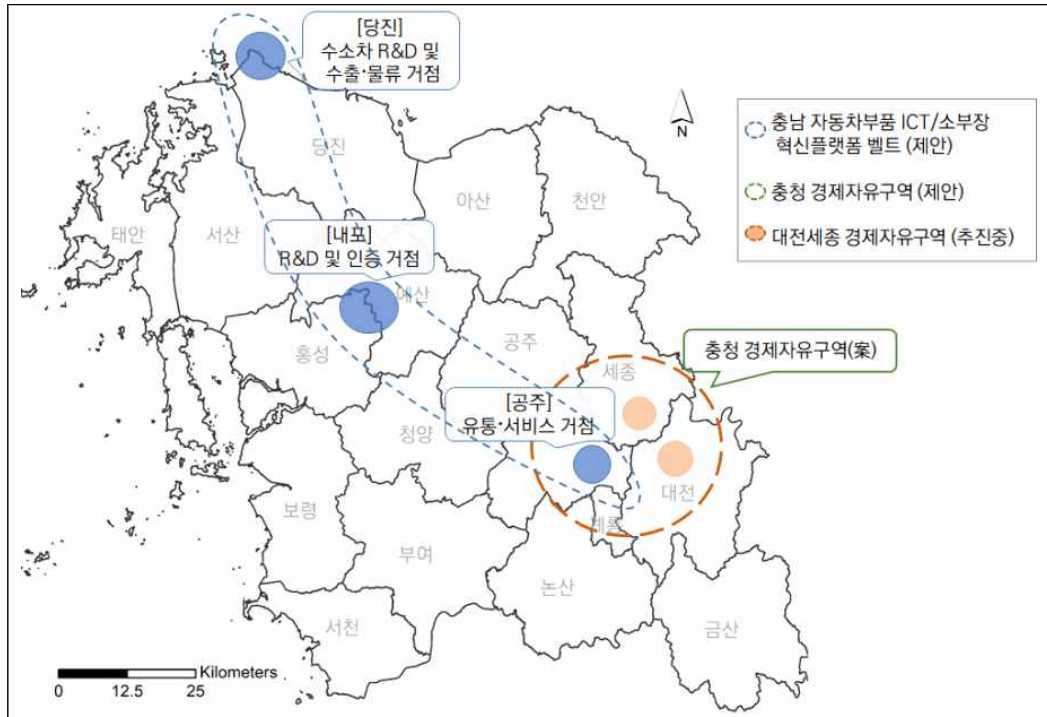 [당진]
수소차 R&D 및
수출·물류 거점
N
충남 자동차부품 ICT/소부장
혁신플랫폼 벨트 (제안)
충청 경제자유구역 (제안)
대전세종 경제자유구역 (추진중)
당진
아산
천안
태안
서산
[내포]
R&D 및 인증 거점
예산
홍성
공주
충청 경제자유구역(案)
세종
[공주]
유통·서비스 거점
청양
대전
보령
계룡
부여
논산
서천
금산
Kilometers
0 12.5 25